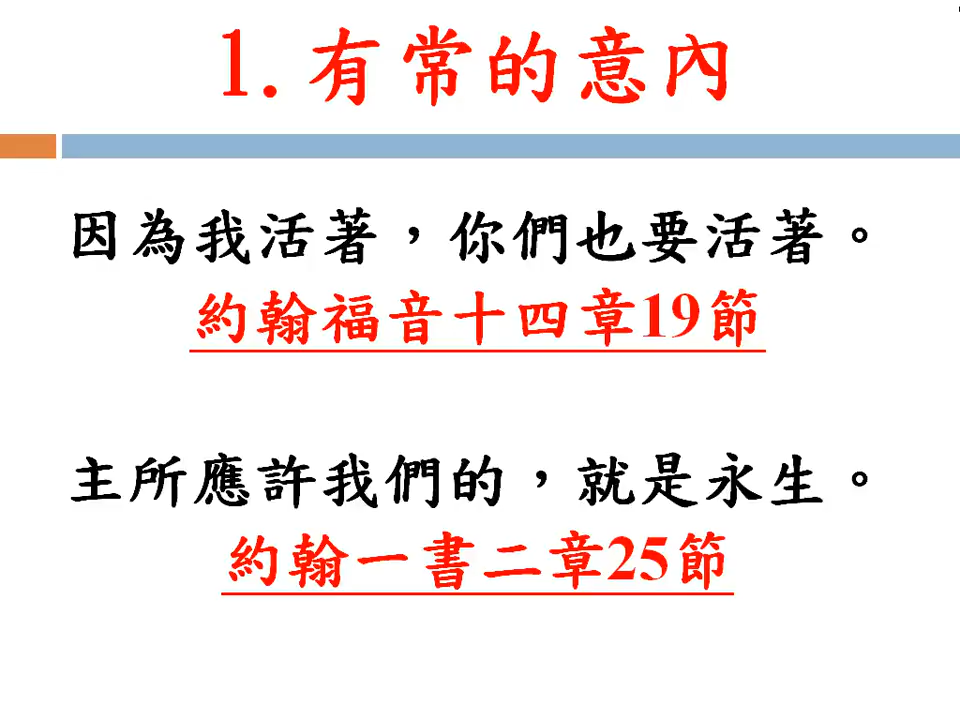 1.有常的意內
因為我活著，你們也要活著。
約翰福音十四章19節
主所應許我們的，就是永生。
約翰一書二章25節